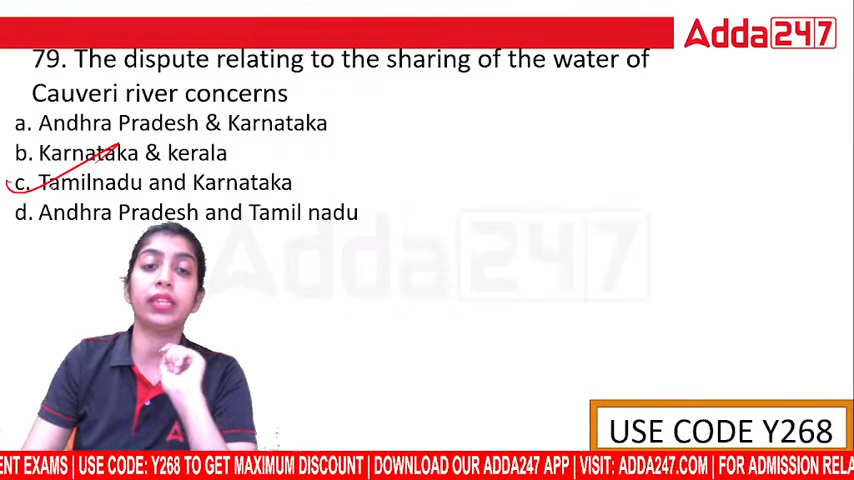 Adda247
79. The dispute relating to the sharing of the water of
Cauveri river concerns
a. Andhra Pradesh & Karnataka
b. Karnataka & kerala
c. Tamilnadu and Karnataka
d. Andhra Pradesh and Tamil nadu
Adda247
USE CODE Y268
ENT EXAMS | USE CODE: Y268 TO GET MAXIMUM DISCOUNT | DOWNLOAD OUR ADDA247 APP | VISIT: ADDA247.COM | FOR ADMISSION RELA